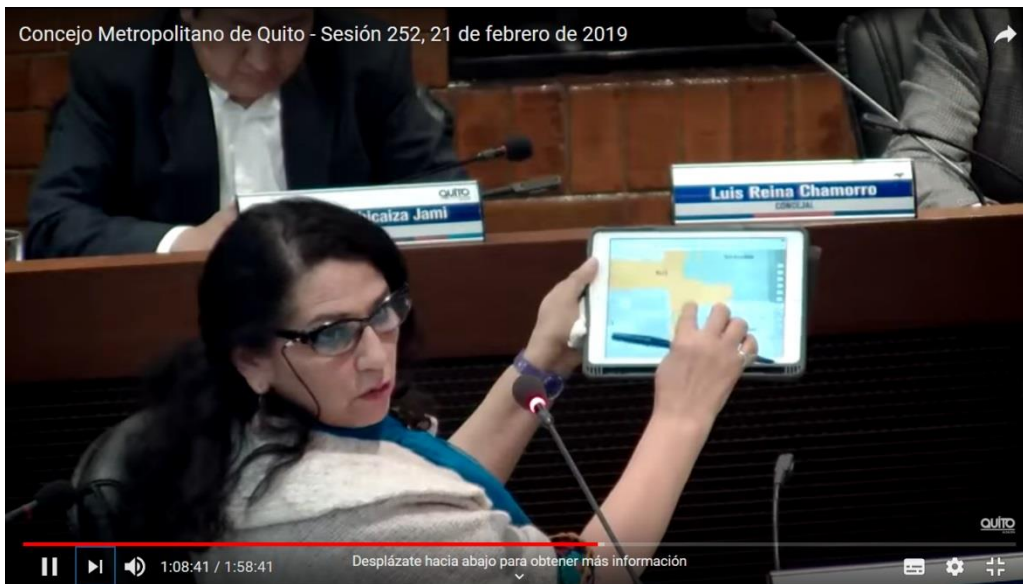 Concejo Metropolitano de Quito - Sesión 252, 21 de febrero de 2019
QUITO
Jami
Luis Reina Chamorro
CONCEJAL
QUITO
1:08:41 / 1:58:41
Desplázate hacia abajo para obtener más información